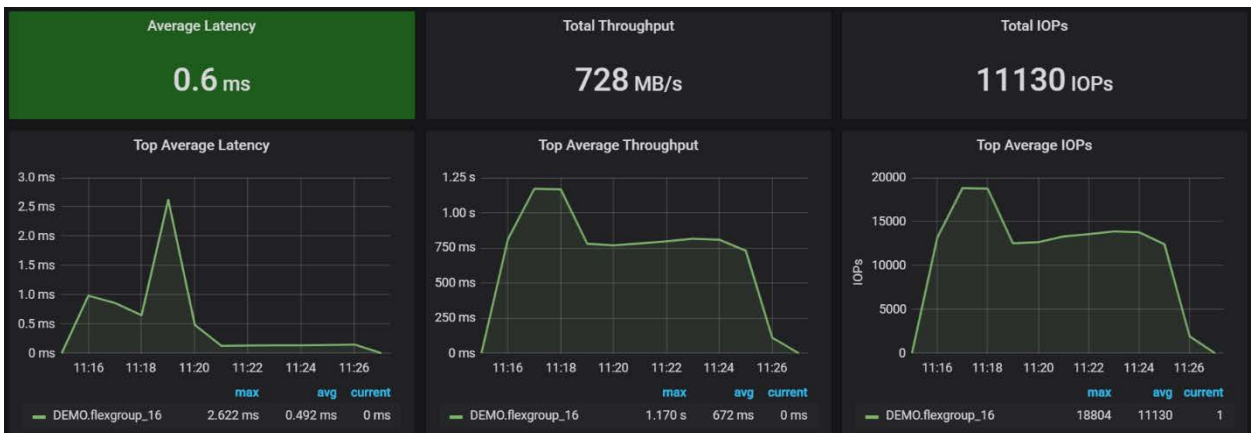 Average Latency
0.6 ms
Total Throughput
728 MB/s
Total IOPs
11130 IOPs
Top Average Latency
3.0 ms
2.5 ms
2.0 ms
1.5 ms
1.0 ms
0.5 ms
0 ms
11:16 11:18 11:20 11:22 11:24 11:26
max avg current
DEMO.flexgroup_16 2.622 ms 0.492 ms 0 ms
Top Average Throughput
1.25 s
1.00 s
750 ms
500 ms
250 ms
0 ms
11:16 11:18 11:20 11:22 11:24 11:26
max avg current
DEMO.flexgroup_16 1.170 s 672 ms 0 ms
Top Average IOPs
IOPs
20000
15000
10000
5000
0
11:16 11:18 11:20 11:22 11:24 11:26
max avg current
DEMO.flexgroup_16 18804 11130 1